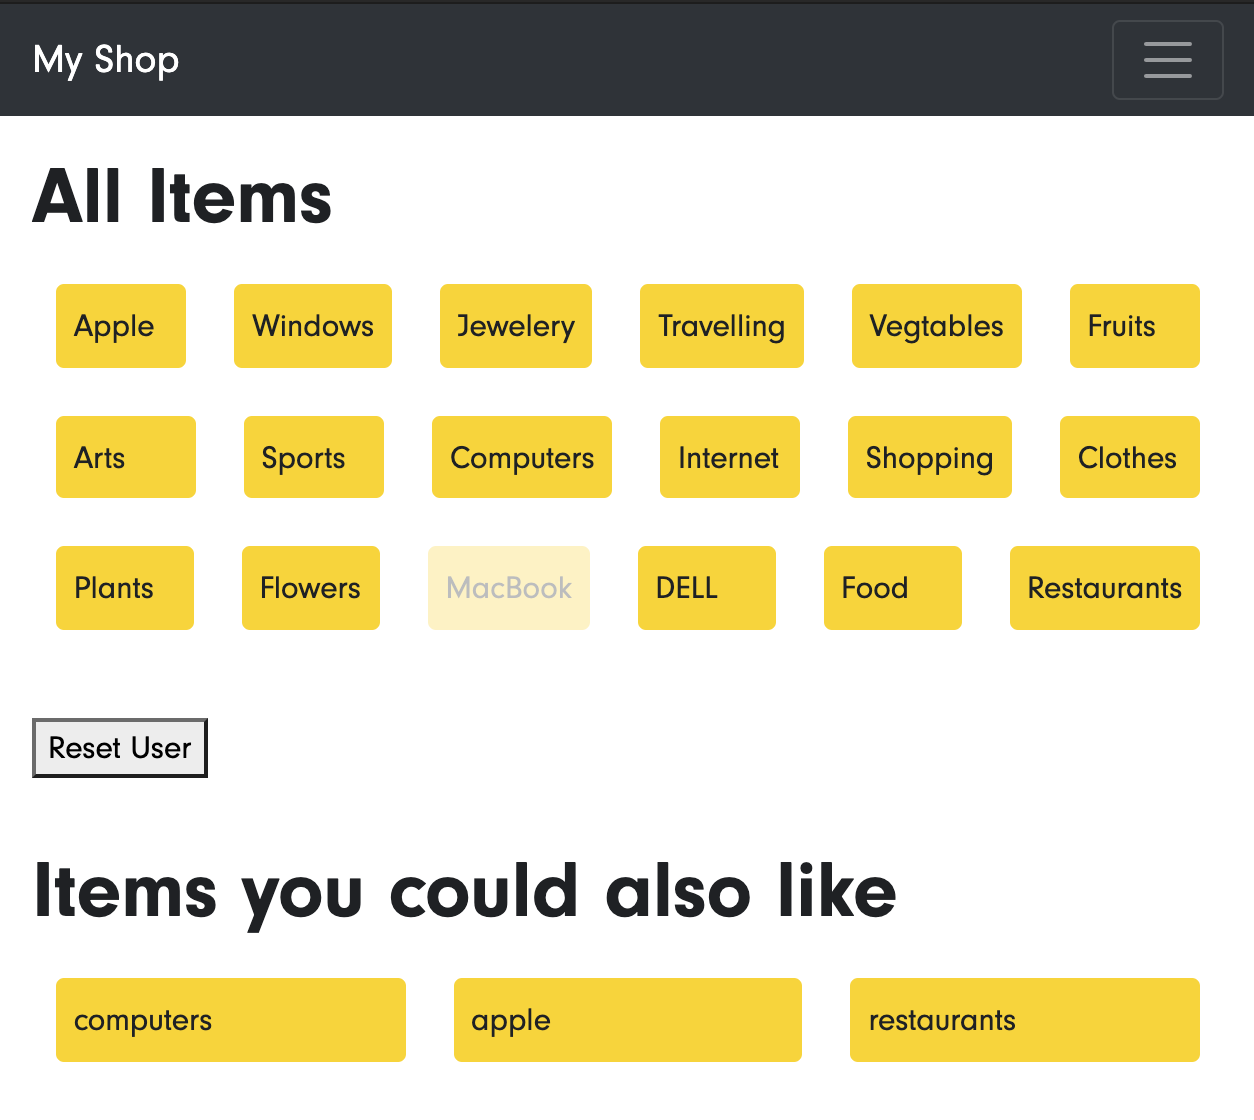 My Shop
All Items
Apple Windows Jewelery Travelling Vegtables Fruits
Arts Sports Computers Internet Shopping Clothes
Plants Flowers MacBook DELL Food Restaurants
Reset User
Items you could also like
computers apple restaurants